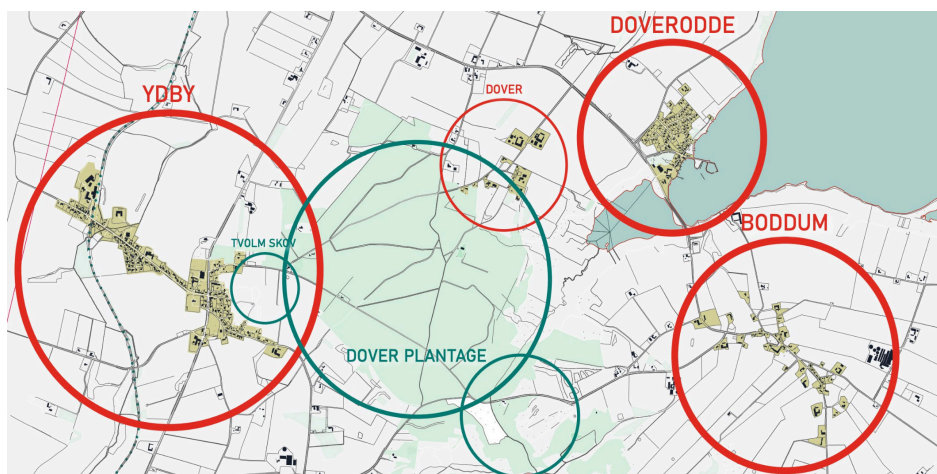 DOVERODDE
YDBY
DOVER
BODDUM
TVOLM SKOV
DOVER PLANTAGE